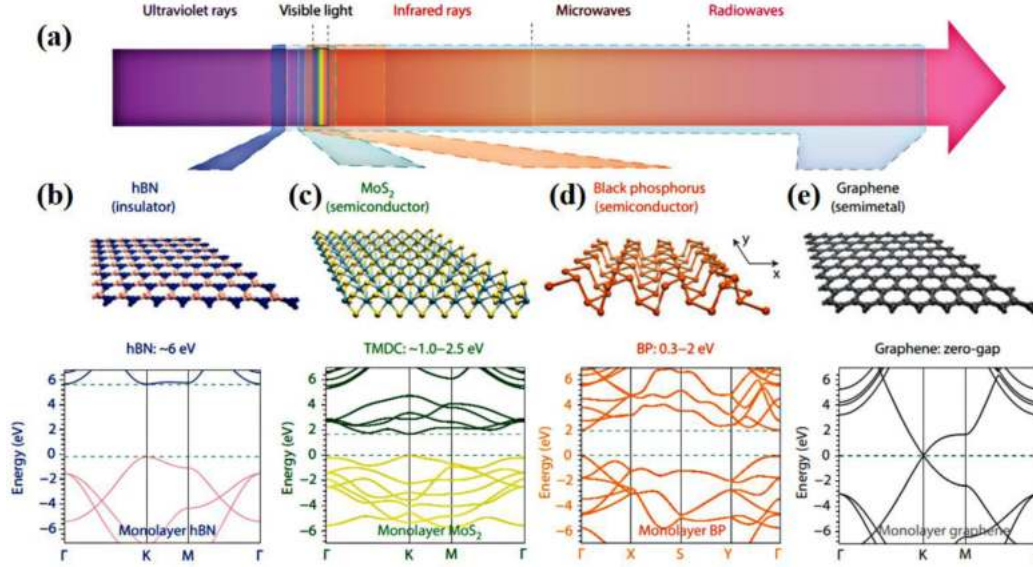 Ultraviolet rays Visible light Infrared rays Microwaves Radiowaves
(a)
(b) hBN
(insulator)
(c) MoS₂
(semiconductor)
(d) Black phosphorus
(semiconductor)
y
x
(e) Graphene
(semimetal)
hBN: ~6 eV
Energy (eV)
6
4
2
0
−2
−4
−6
Monolayer hBN
Γ K M Γ
TMDC: ~1.0–2.5 eV
Energy (eV)
6
4
2
0
−2
−4
−6
Monolayer MoS₂
Γ K M Γ
BP: 0.3–2 eV
Energy (eV)
6
4
2
0
−2
−4
−6
Monolayer BP
Γ X S Y Γ
Graphene: zero-gap
Energy (eV)
6
4
2
0
−2
−4
−6
Monolayer graphene
Γ K M Γ